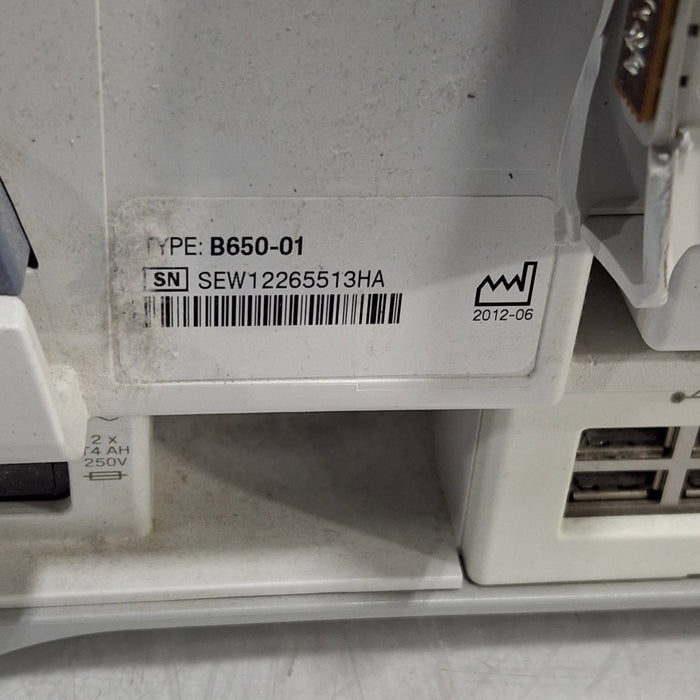 TYPE: B650-01
SN SEW12265513HA
2012-06
2 x
T4 AH
250V